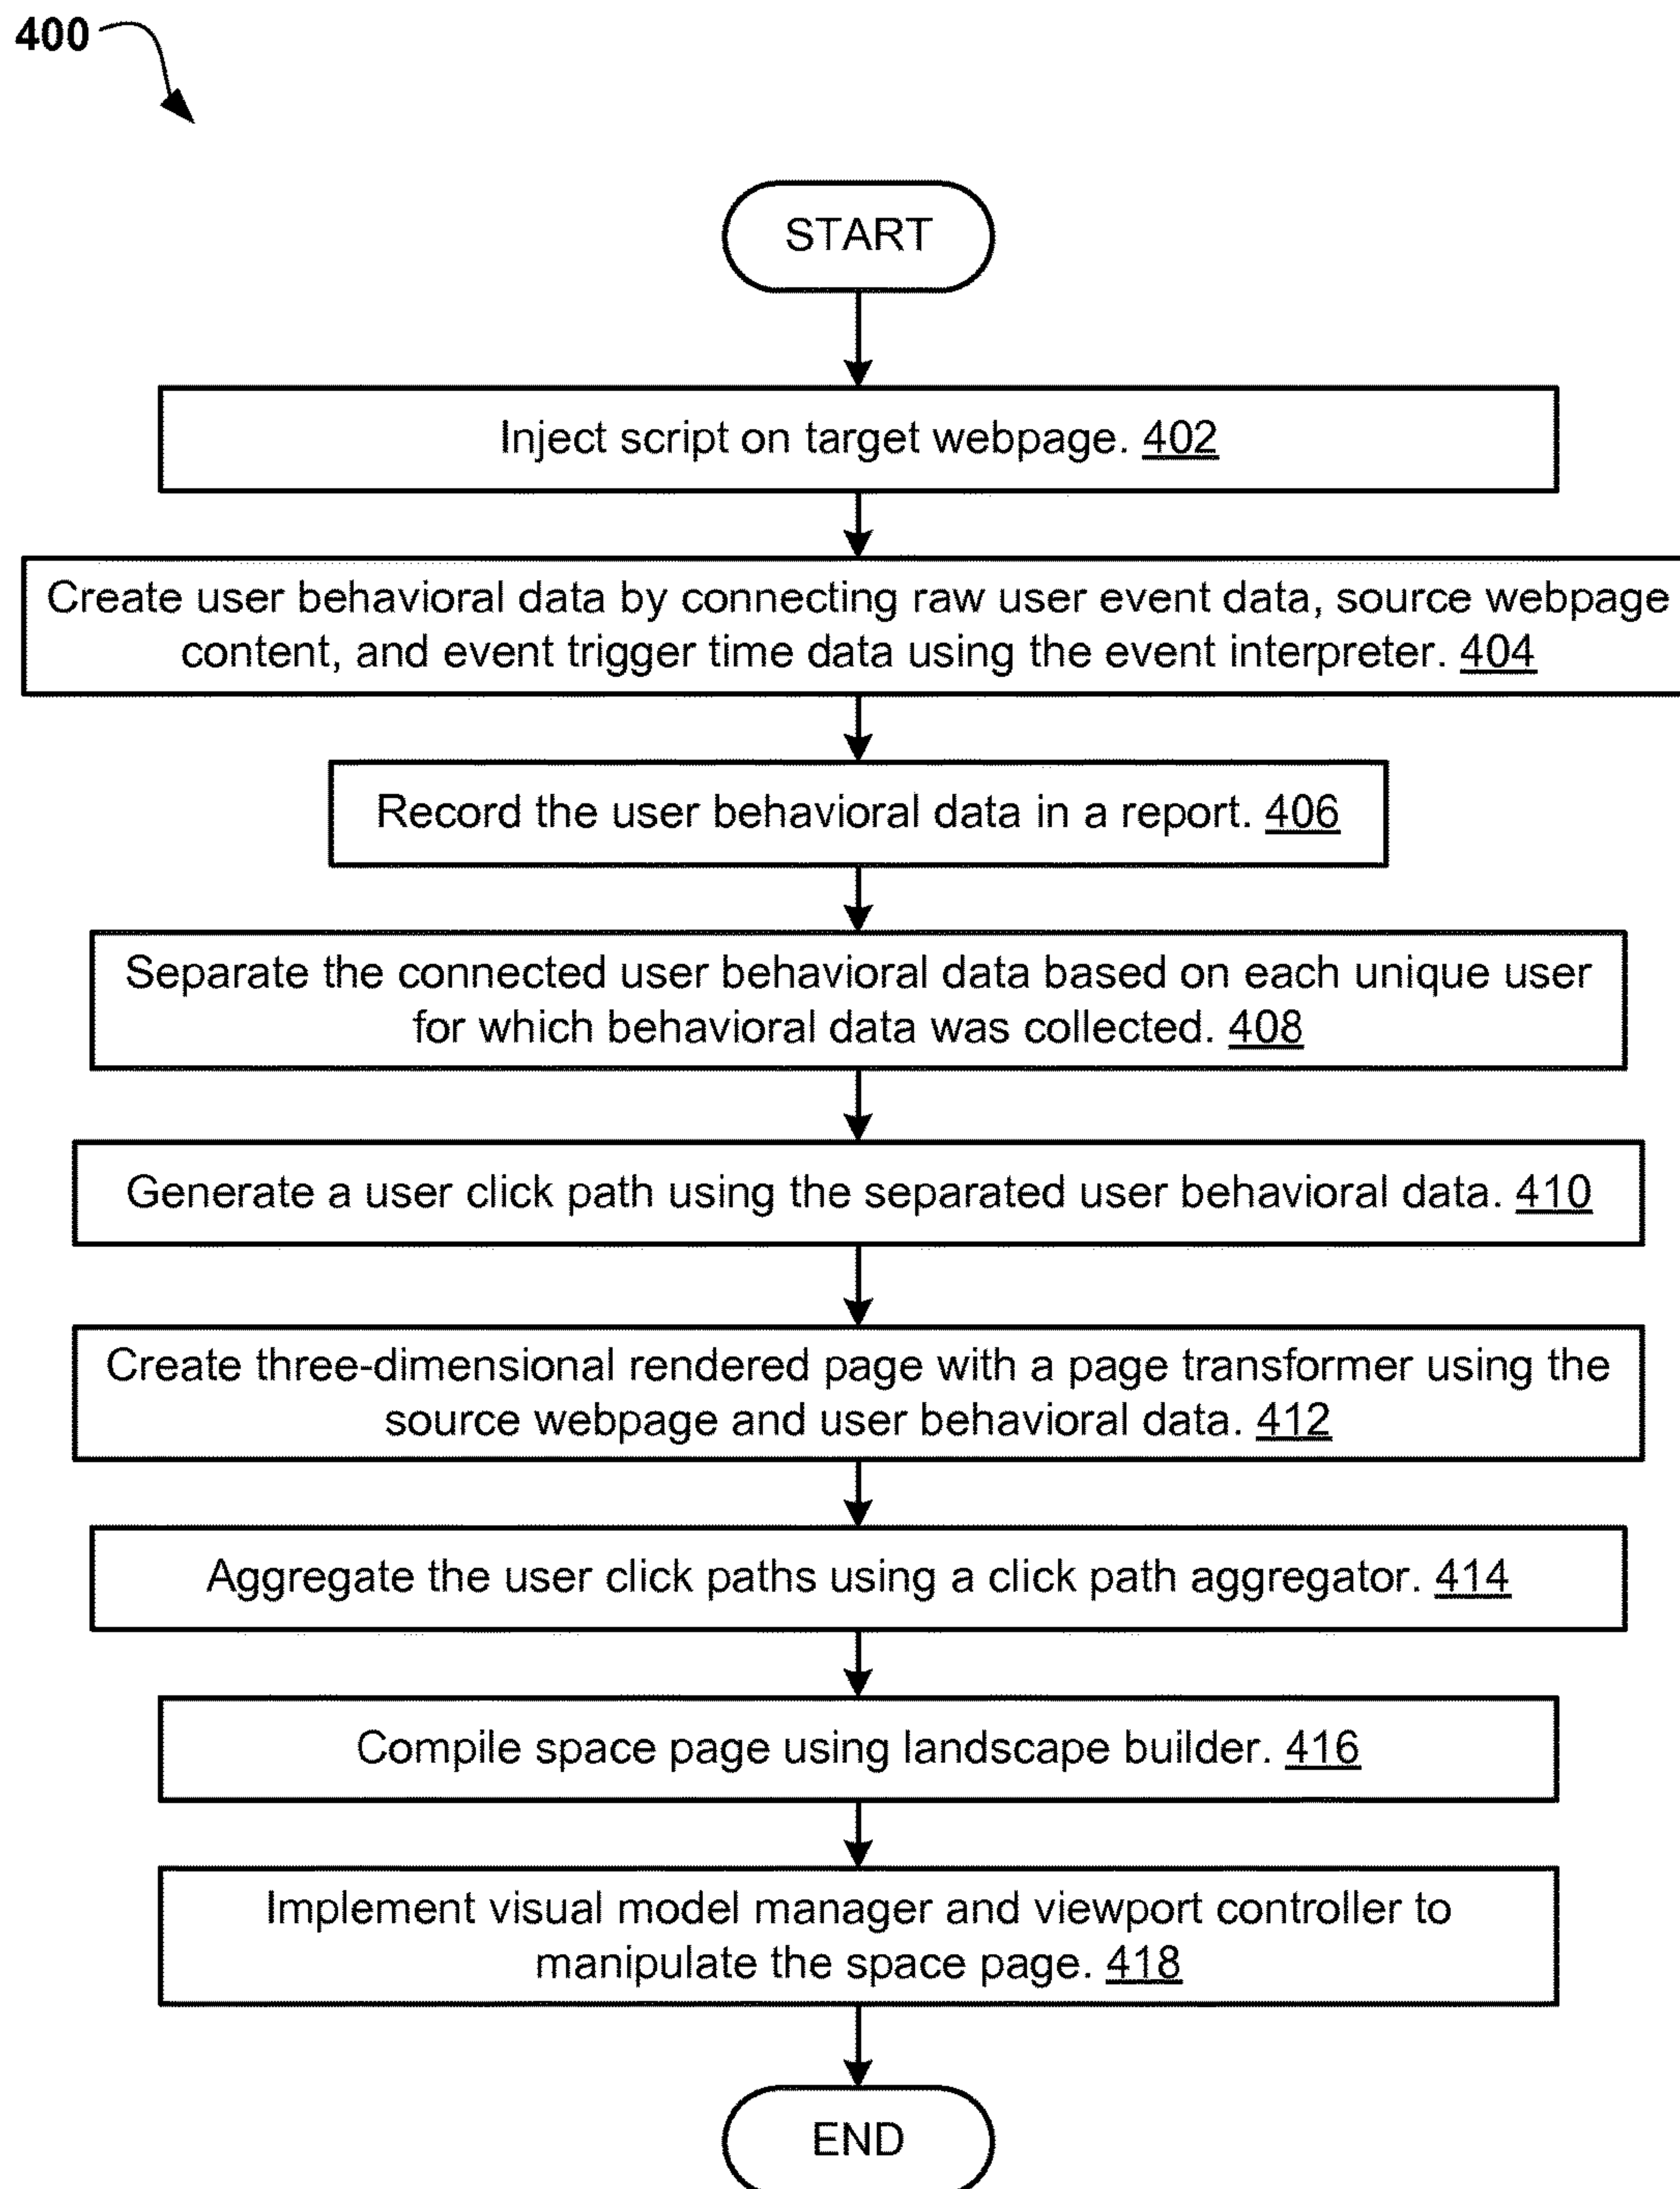 400
START
Inject script on target webpage. 402
Create user behavioral data by connecting raw user event data, source webpage
content, and event trigger time data using the event interpreter. 404
Record the user behavioral data in a report. 406
Separate the connected user behavioral data based on each unique user
for which behavioral data was collected. 408
Generate a user click path using the separated user behavioral data. 410
Create three-dimensional rendered page with a page transformer using the
source webpage and user behavioral data. 412
Aggregate the user click paths using a click path aggregator. 414
Compile space page using landscape builder. 416
Implement visual model manager and viewport controller to
manipulate the space page. 418
END